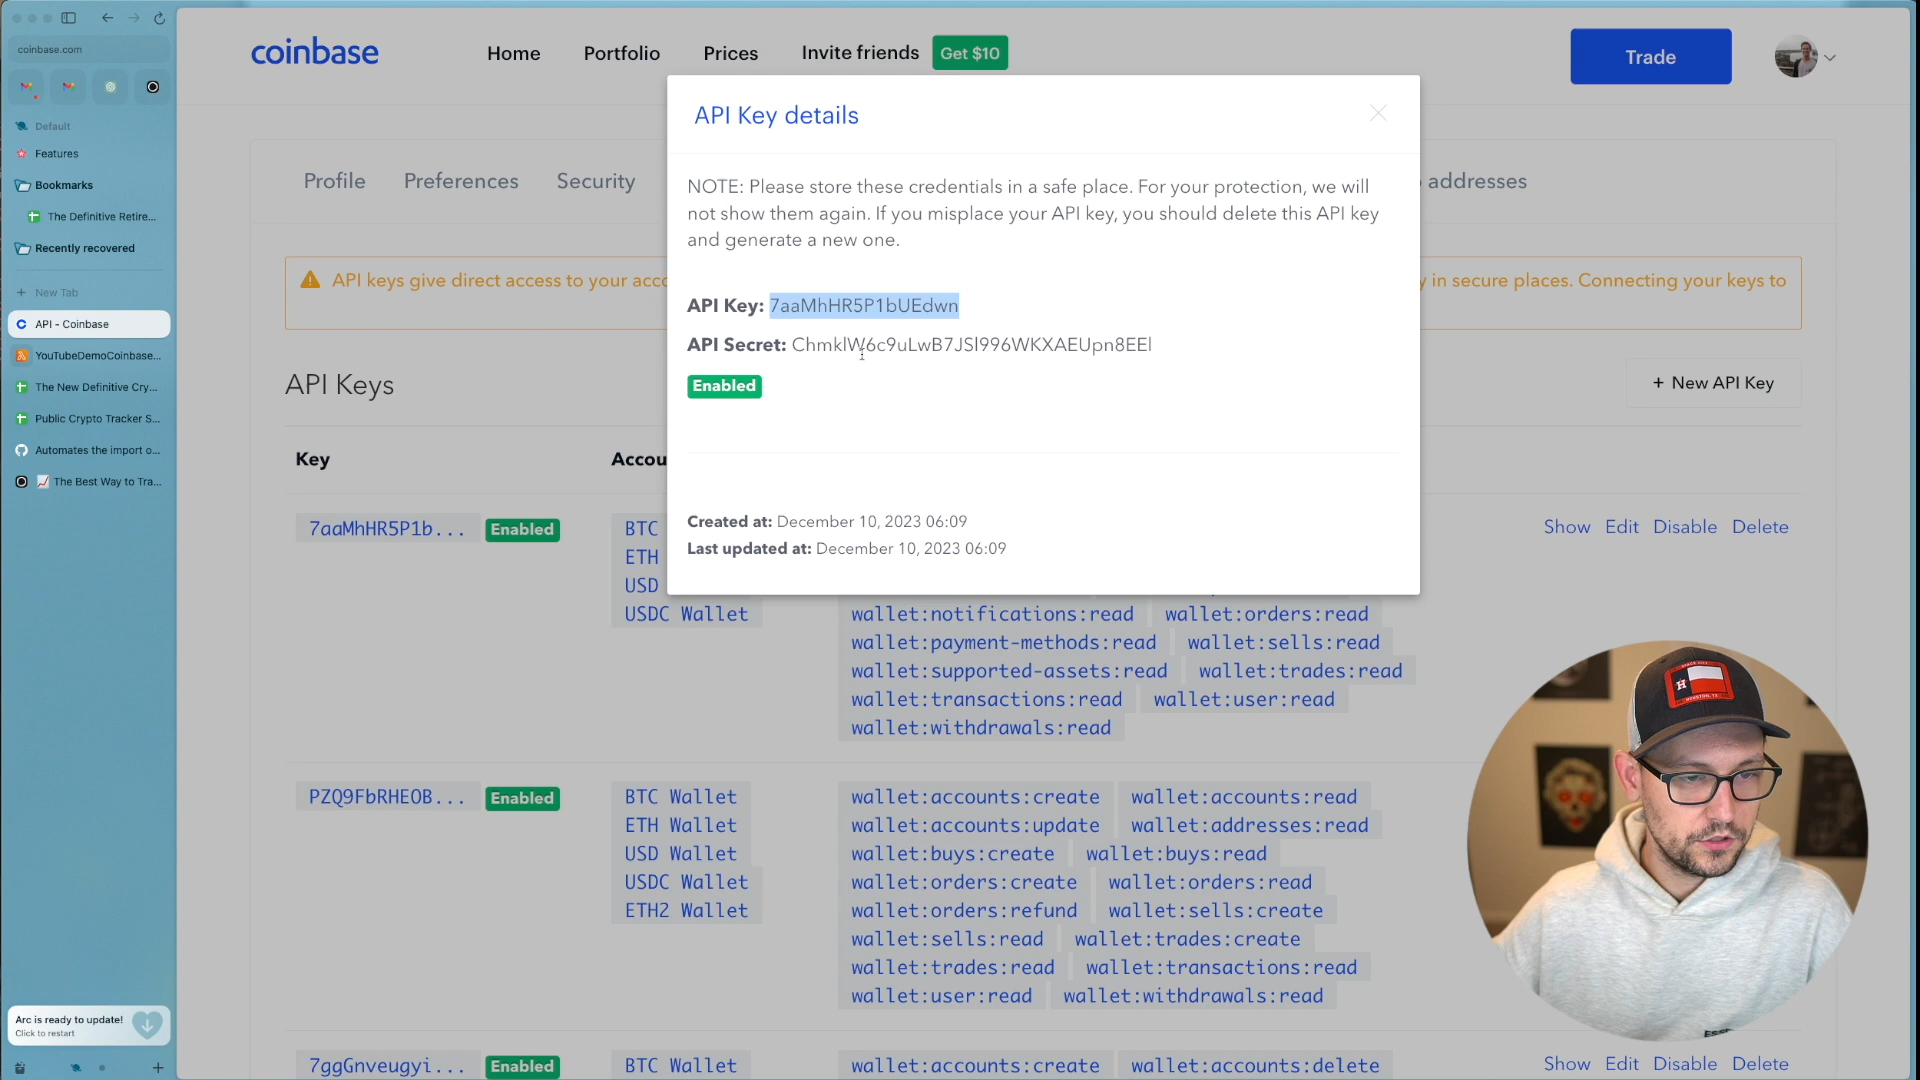 coinbase.com
Default
Features
Bookmarks
The Definitive Retire...
Recently recovered
New Tab
API - Coinbase
YouTubeDemoCoinbase...
The New Definitive Cry...
Public Crypto Tracker S...
Automates the import o...
The Best Way to Tra...
Arc is ready to update!
Click to restart
coinbase
Home Portfolio Prices Invite friends Get $10
Trade
Profile Preferences Security addresses
API Key details
NOTE: Please store these credentials in a safe place. For your protection, we will
not show them again. If you misplace your API key, you should delete this API key
and generate a new one.
API Key: 7aaMhHR5P1bUEdwn
API Secret: ChmklW6c9uLwB7JSl996WKXAEUpn8EEl
Enabled
Created at: December 10, 2023 06:09
Last updated at: December 10, 2023 06:09
API keys give direct access to your acco
y in secure places. Connecting your keys to
API Keys
+ New API Key
Key Accou
7aaMhHR5P1b... Enabled
BTC
ETH
USD
USDC Wallet
wallet:notifications:read wallet:orders:read
wallet:payment-methods:read wallet:sells:read
wallet:supported-assets:read wallet:trades:read
wallet:transactions:read wallet:user:read
wallet:withdrawals:read
Show Edit Disable Delete
PZQ9FbRHEOB... Enabled
BTC Wallet
ETH Wallet
USD Wallet
USDC Wallet
ETH2 Wallet
wallet:accounts:create wallet:accounts:read
wallet:accounts:update wallet:addresses:read
wallet:buys:create wallet:buys:read
wallet:orders:create wallet:orders:read
wallet:orders:refund wallet:sells:create
wallet:sells:read wallet:trades:create
wallet:trades:read wallet:transactions:read
wallet:user:read wallet:withdrawals:read
7ggGnveugyi... Enabled
BTC Wallet
wallet:accounts:create wallet:accounts:delete
Show Edit Disable Delete